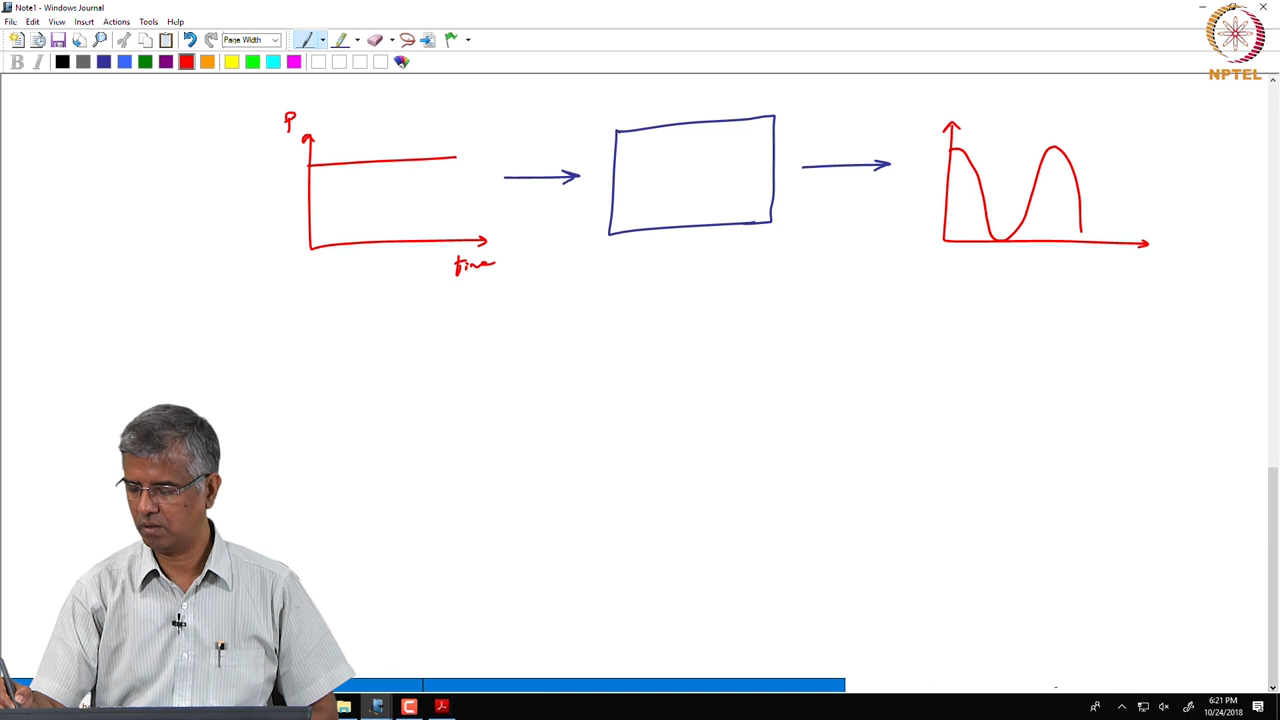 Note1 - Windows Journal
File Edit View Insert Actions Tools Help
Page Width
B I
NPTEL
P
time
6:21 PM
10/24/2018